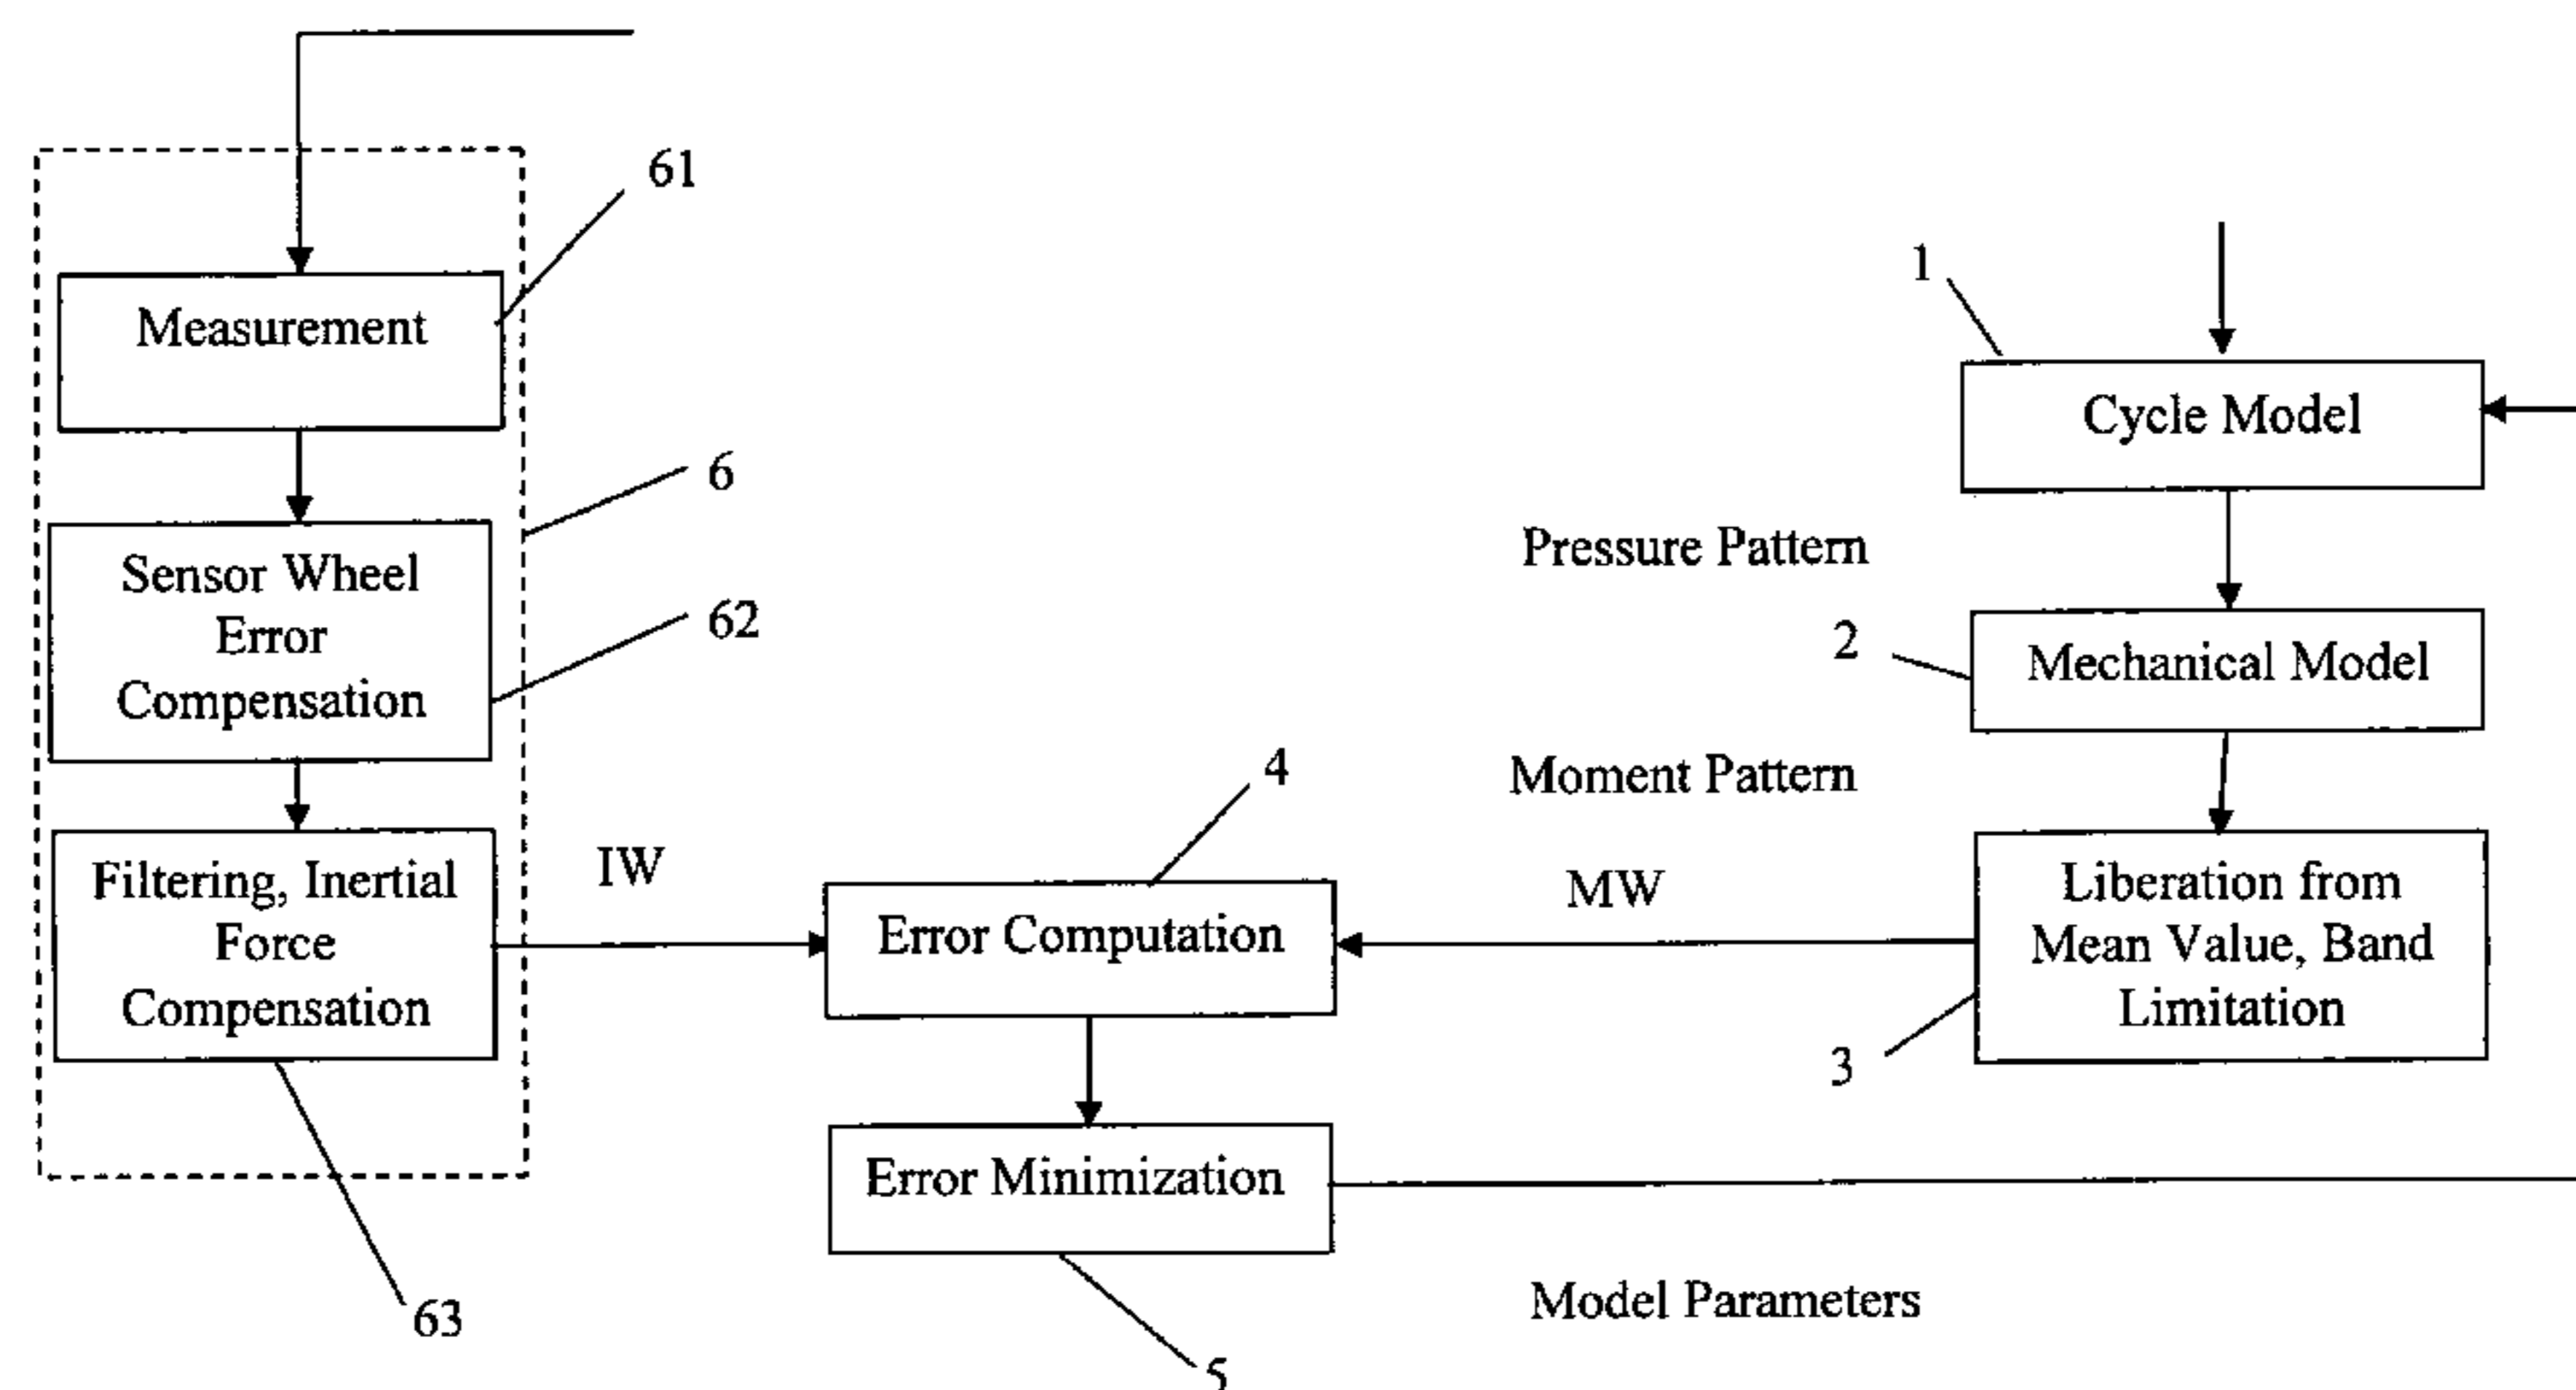 61
Measurement
6
Sensor Wheel
Error
Compensation
62
Filtering, Inertial
Force
Compensation
63
IW
4
Error Computation
Error Minimization
5
1
Cycle Model
Pressure Pattern
2
Mechanical Model
Moment Pattern
MW
Liberation from
Mean Value, Band
Limitation
3
Model Parameters